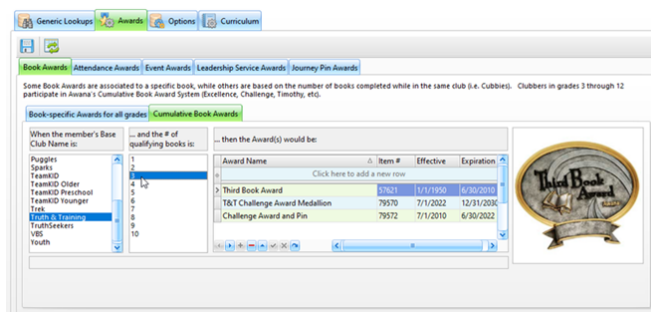 Generic Lookups Awards Options Curriculum
Book Awards Attendance Awards Event Awards Leadership Service Awards Journey Pin Awards
Some Book Awards are associated to a specific book, while others are based on the number of books completed while in the same club (i.e. Cubbies). Clubbers in grades 3 through 12
participate in Awana's Cumulative Book Award System (Excellence, Challenge, Timothy, etc).
Book-specific Awards for all grades Cumulative Book Awards
When the member's Base
Club Name is:
Puggles
Sparks
TeamKID
TeamKID Older
TeamKID Preschool
TeamKID Younger
Trek
Truth & Training
TruthSeekers
VBS
Youth
... and the # of
qualifying books is:
1
2
3
4
5
6
7
8
9
10
... then the Award(s) would be:
Award Name Item # Effective Expiration
Click here to add a new row
Third Book Award 57621 1/1/1950 6/30/2010
T&T Challenge Award Medallion 79570 7/1/2022 12/31/2030
Challenge Award and Pin 79572 7/1/2010 6/30/2022
Third Book
Award